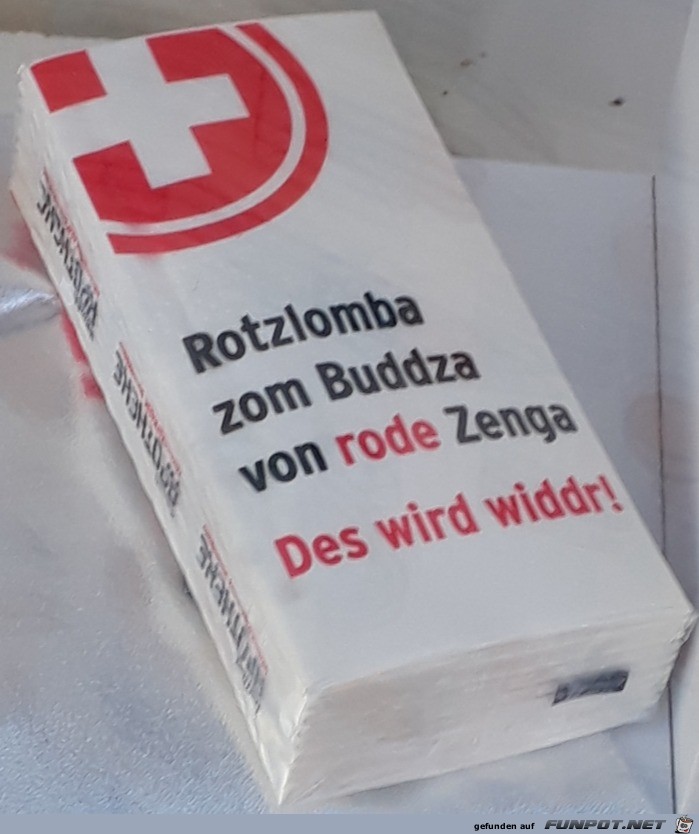 Rotzlomba
zom Buddza
von rode Zenga
Des wird widdr!
gefunden auf FUNPOT.NET